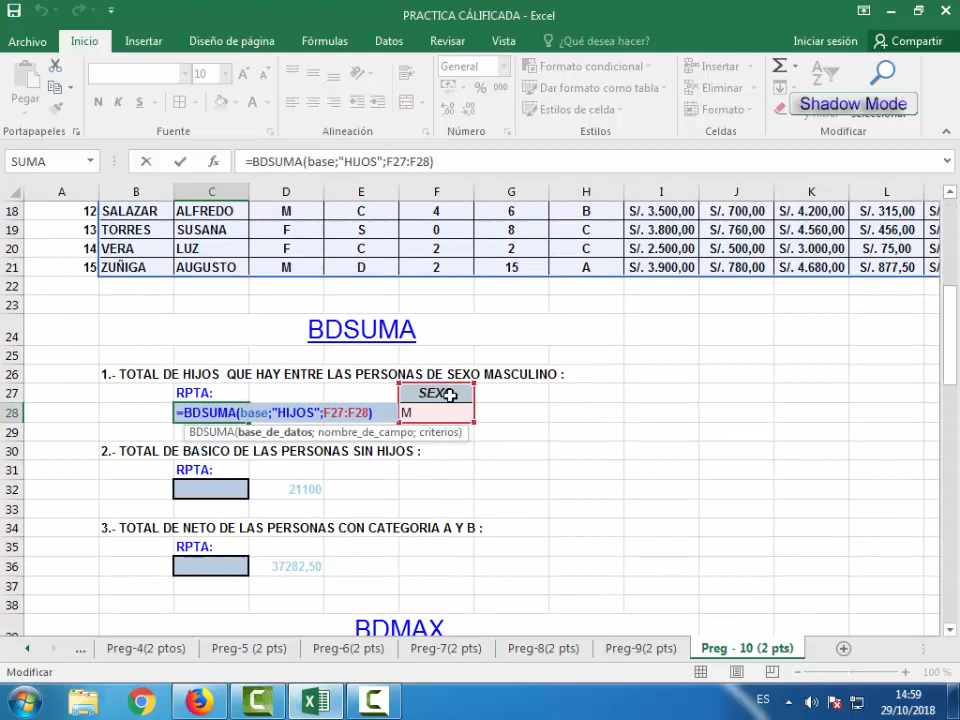 PRACTICA CÁLIFICADA - Excel
Archivo Inicio Insertar Diseño de página Fórmulas Datos Revisar Vista ¿Qué desea hacer? Iniciar sesión Compartir
Pegar
10
General
Formato condicional
Insertar
N K S
A
% 000
Dar formato como tabla
Eliminar
Estilos de celda
Formato
Shadow Mode
Portapapeles Fuente Alineación Número Estilos Celdas Modificar
SUMA =BDSUMA(base;"HIJOS";F27:F28)
A B C D E F G H I J K L
18 12 SALAZAR ALFREDO M C 4 6 B S/. 3.500,00 S/. 700,00 S/. 4.200,00 S/. 315,00 S/
19 13 TORRES SUSANA F S 0 8 C S/. 3.800,00 S/. 760,00 S/. 4.560,00 S/. 456,00 S/
20 14 VERA LUZ F C 2 2 C S/. 2.500,00 S/. 500,00 S/. 3.000,00 S/. 75,00 S/
21 15 ZUÑIGA AUGUSTO M D 2 15 A S/. 3.900,00 S/. 780,00 S/. 4.680,00 S/. 877,50 S/
22
23
24 BDSUMA
25
26 1.- TOTAL DE HIJOS QUE HAY ENTRE LAS PERSONAS DE SEXO MASCULINO :
27 RPTA: SEXO
28 =BDSUMA(base;"HIJOS";F27:F28) M
29 BDSUMA(base_de_datos; nombre_de_campo; criterios)
30 2.- TOTAL DE BASICO DE LAS PERSONAS SIN HIJOS :
31 RPTA:
32 21100
33
34 3.- TOTAL DE NETO DE LAS PERSONAS CON CATEGORIA A Y B :
35 RPTA:
36 37282,50
37
38
BDMAX
... Preg-4(2 ptos) Preg-5 (2 pts) Preg-6(2 pts) Preg-7(2 pts) Preg-8(2 pts) Preg-9(2 pts) Preg - 10 (2 pts)
Modificar 100 %
ES 14:59
29/10/2018